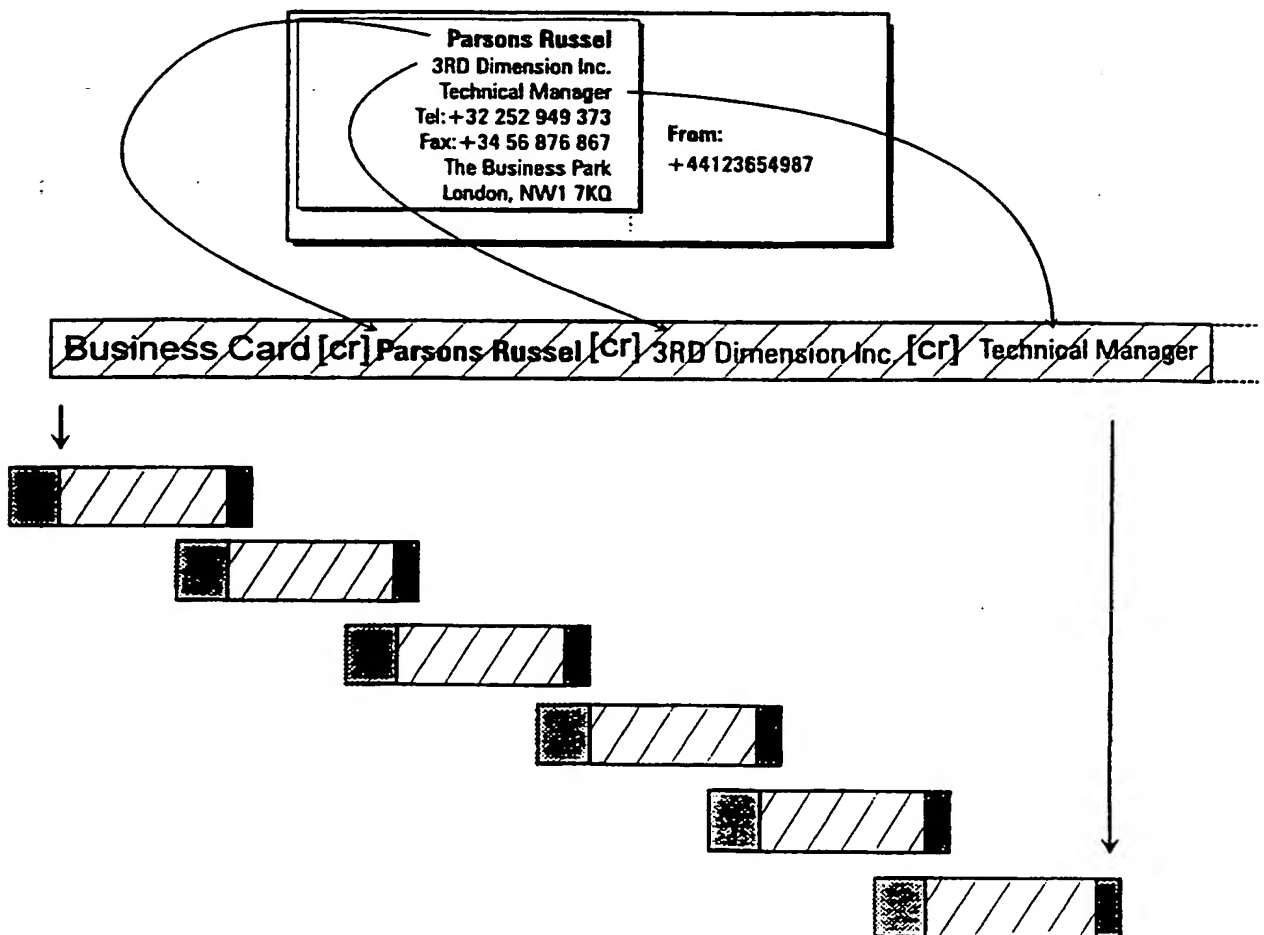 Parsons Russel
3RD Dimension Inc.
Technical Manager
Tel:+32 252 949 373
Fax:+34 56 876 867
The Business Park
London, NW1 7KQ
From:
+44123654987
Business Card [cr] Parsons Russel [cr] 3RD Dimension Inc. [cr] Technical Manager